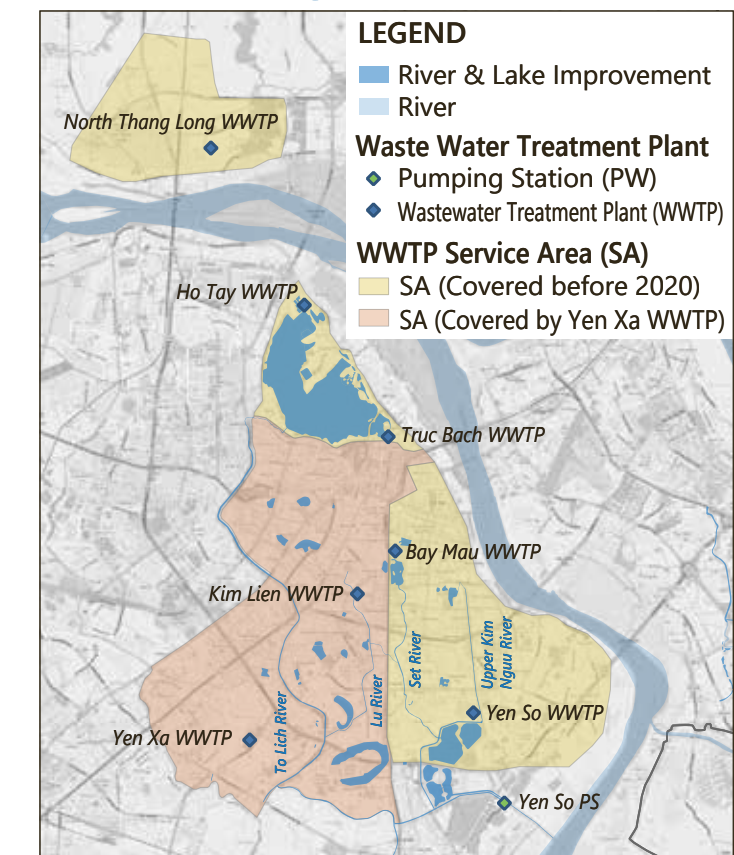 LEGEND
River & Lake Improvement
River
Waste Water Treatment Plant
Pumping Station (PW)
Wastewater Treatment Plant (WWTP)
WWTP Service Area (SA)
SA (Covered before 2020)
SA (Covered by Yen Xa WWTP)
North Thang Long WWTP
Ho Tay WWTP
Truc Bach WWTP
Bay Mau WWTP
Kim Lien WWTP
Set River
Upper Kim
Nguu River
Lu River
To Lich River
Yen So WWTP
Yen Xa WWTP
Yen So PS